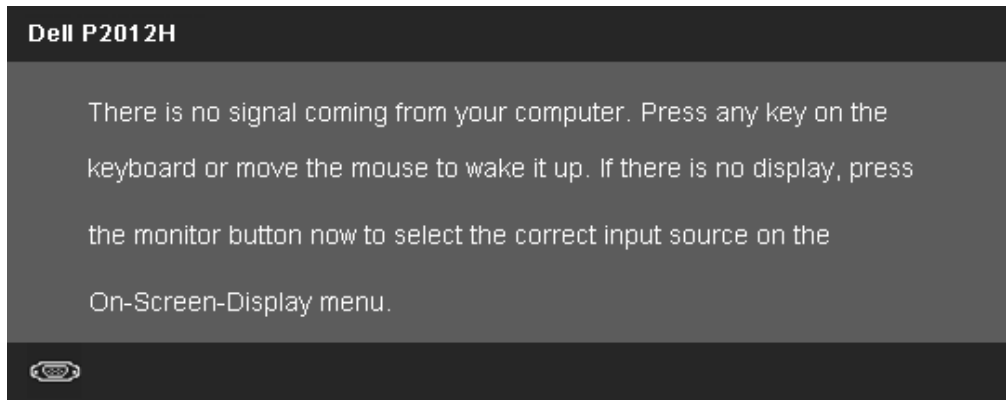 Dell P2012H
There is no signal coming from your computer. Press any key on the
keyboard or move the mouse to wake it up. If there is no display, press
the monitor button now to select the correct input source on the
On-Screen-Display menu.